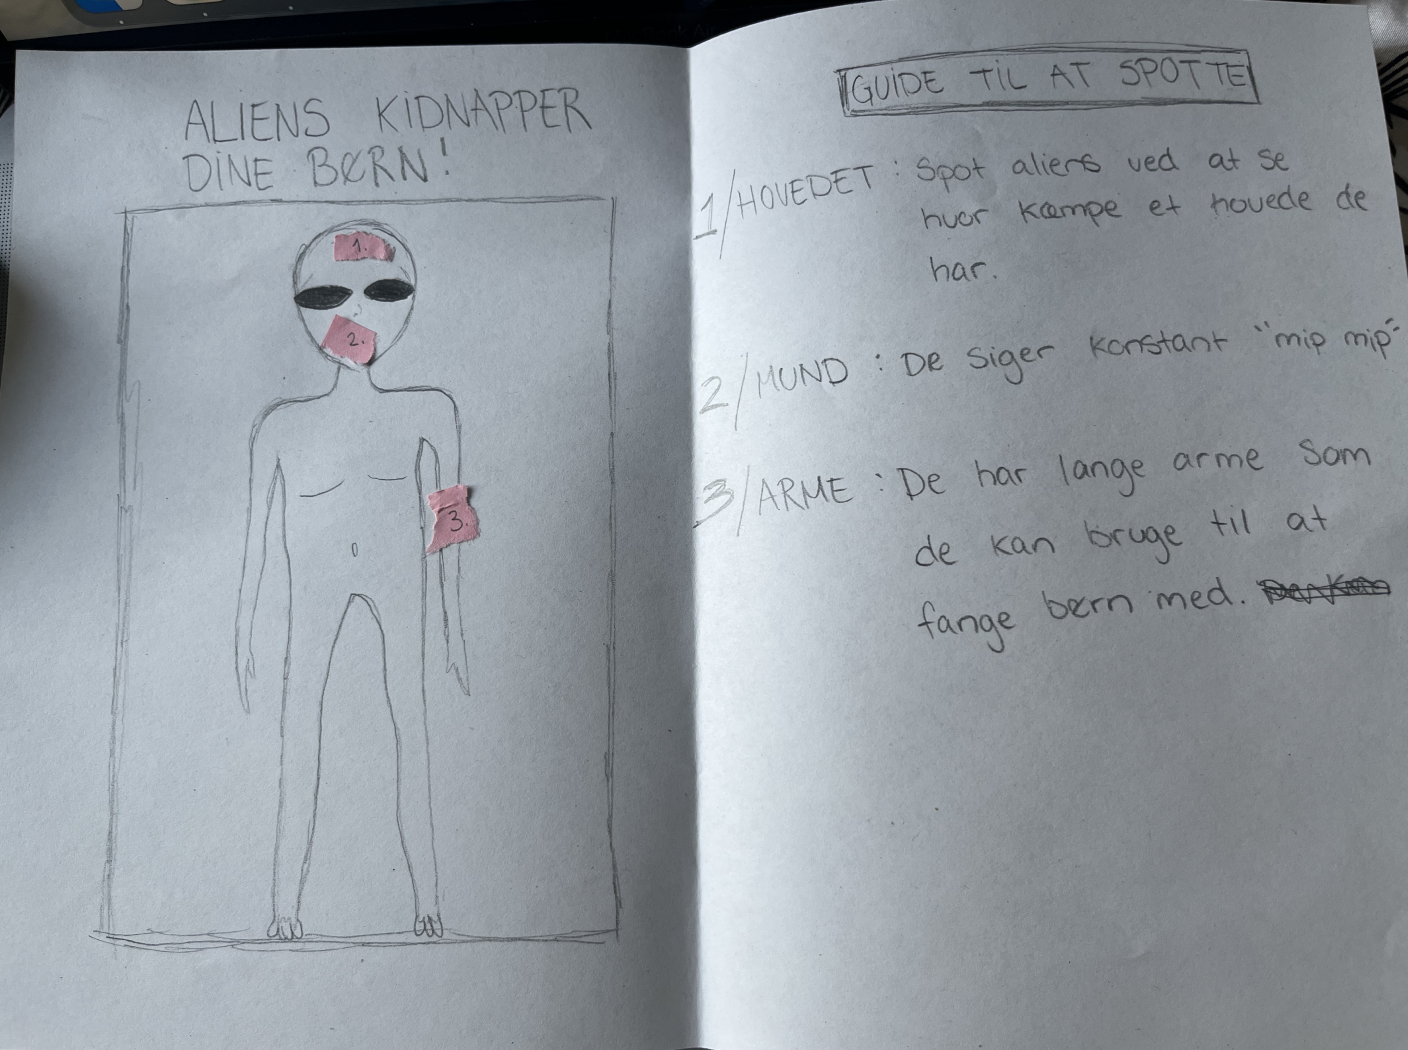 ALIENS KIDNAPPER
DINE BØRN!
1.
2.
3.
GUIDE TIL AT SPOTTE
1/HOVEDET : Spot aliens ved at se
hvor kæmpe et hovede de
har.
2/MUND : De siger konstant "mip mip"
3/ARME : De har lange arme som
de kan bruge til at
fange børn med.